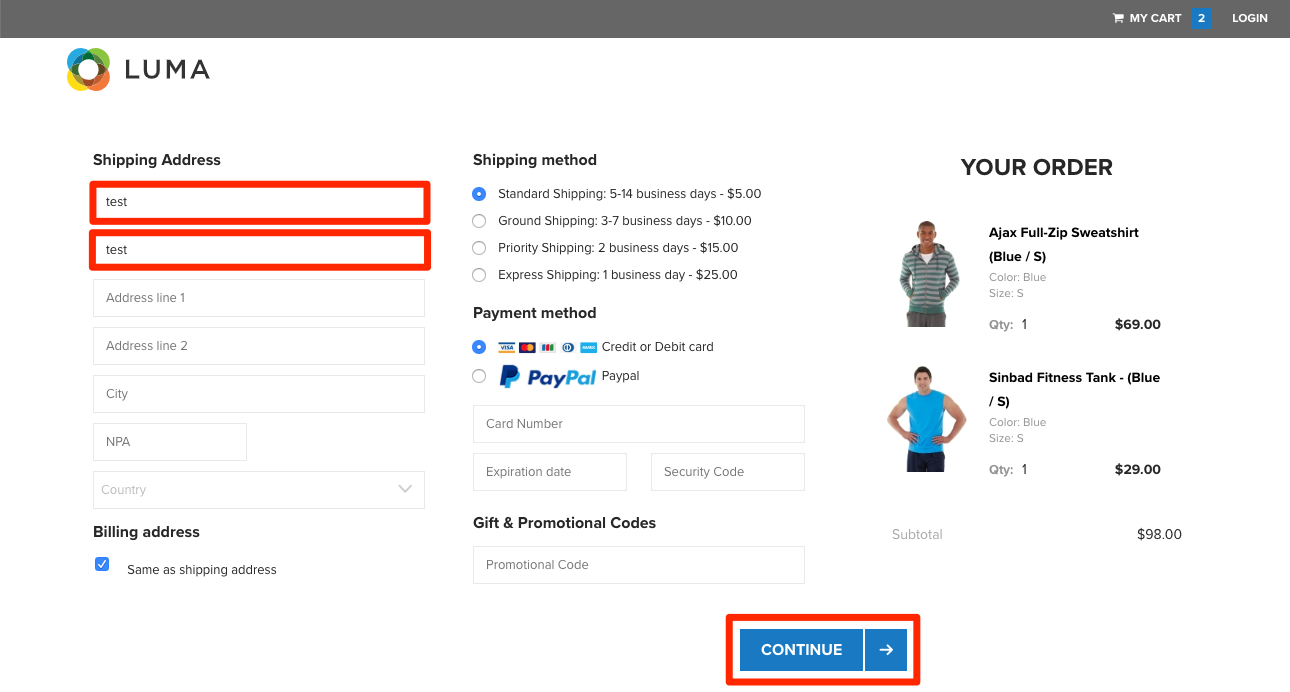 MY CART 2 LOGIN
LUMA
Shipping Address
test
test
Address line 1
Address line 2
City
NPA
Country
Billing address
Same as shipping address
Shipping method
Standard Shipping: 5-14 business days - $5.00
Ground Shipping: 3-7 business days - $10.00
Priority Shipping: 2 business days - $15.00
Express Shipping: 1 business day - $25.00
Payment method
VISA Credit or Debit card
PayPal Paypal
Card Number
Expiration date Security Code
Gift & Promotional Codes
Promotional Code
YOUR ORDER
Ajax Full-Zip Sweatshirt
(Blue / S)
Color: Blue
Size: S
Qty: 1 $69.00
Sinbad Fitness Tank - (Blue
/ S)
Color: Blue
Size: S
Qty: 1 $29.00
Subtotal $98.00
CONTINUE